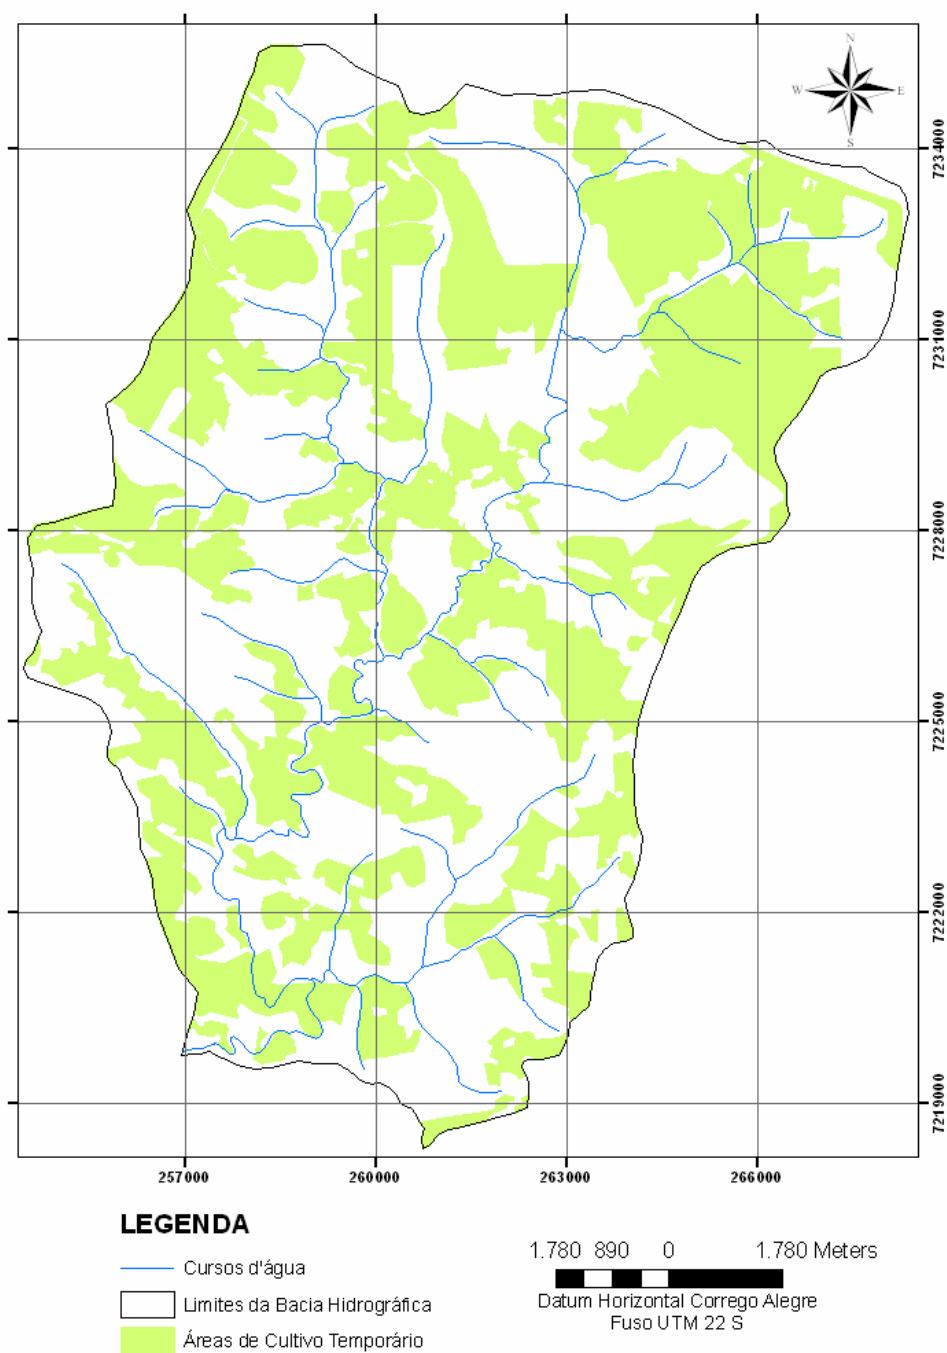 N
W E
S
7234000
7231000
7228000
7225000
7222000
7219000
257000 260000 263000 266000
LEGENDA
Cursos d'água
Limites da Bacia Hidrográfica
Áreas de Cultivo Temporário
1.780 890 0 1.780 Meters
Datum Horizontal Corrego Alegre
Fuso UTM 22 S